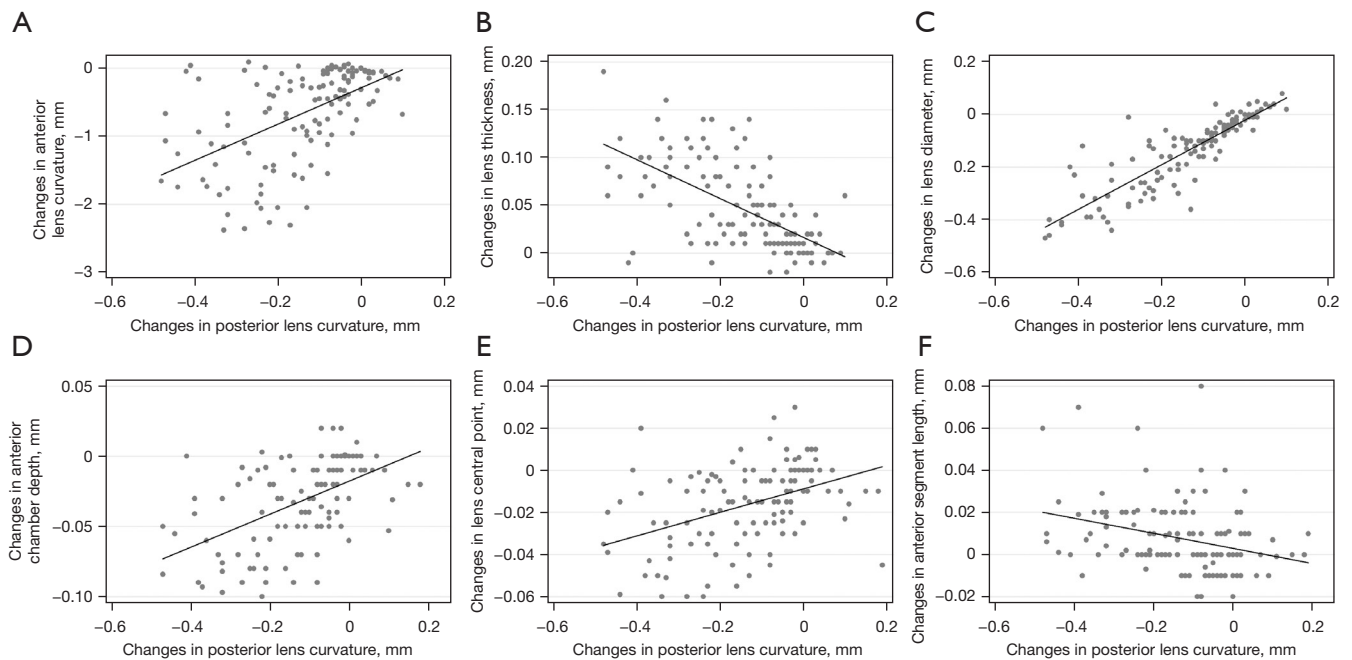 A
Changes in anterior
lens curvature, mm
0
−1
−2
−3
−0.6 −0.4 −0.2 0 0.2
Changes in posterior lens curvature, mm
B
Changes in lens thickness, mm
0.20
0.15
0.10
0.05
0
−0.6 −0.4 −0.2 0 0.2
Changes in posterior lens curvature, mm
C
Changes in lens diameter, mm
0.2
0
0.2
−0.4
−0.6
−0.6 −0.4 −0.2 0 0.2
Changes in posterior lens curvature, mm
D
Changes in anterior
chamber depth, mm
0.05
0
−0.05
−0.10
−0.6 −0.4 −0.2 0 0.2
Changes in posterior lens curvature, mm
E
Changes in lens central point, mm
0.04
0.02
−0
−0.02
−0.04
−0.06
−0.6 −0.4 −0.2 0 0.2
Changes in posterior lens curvature, mm
F
Changes in anterior segment length, mm
0.08
0.06
0.04
0.02
0
−0.02
−0.6 −0.4 −0.2 0 0.2
Changes in posterior lens curvature, mm